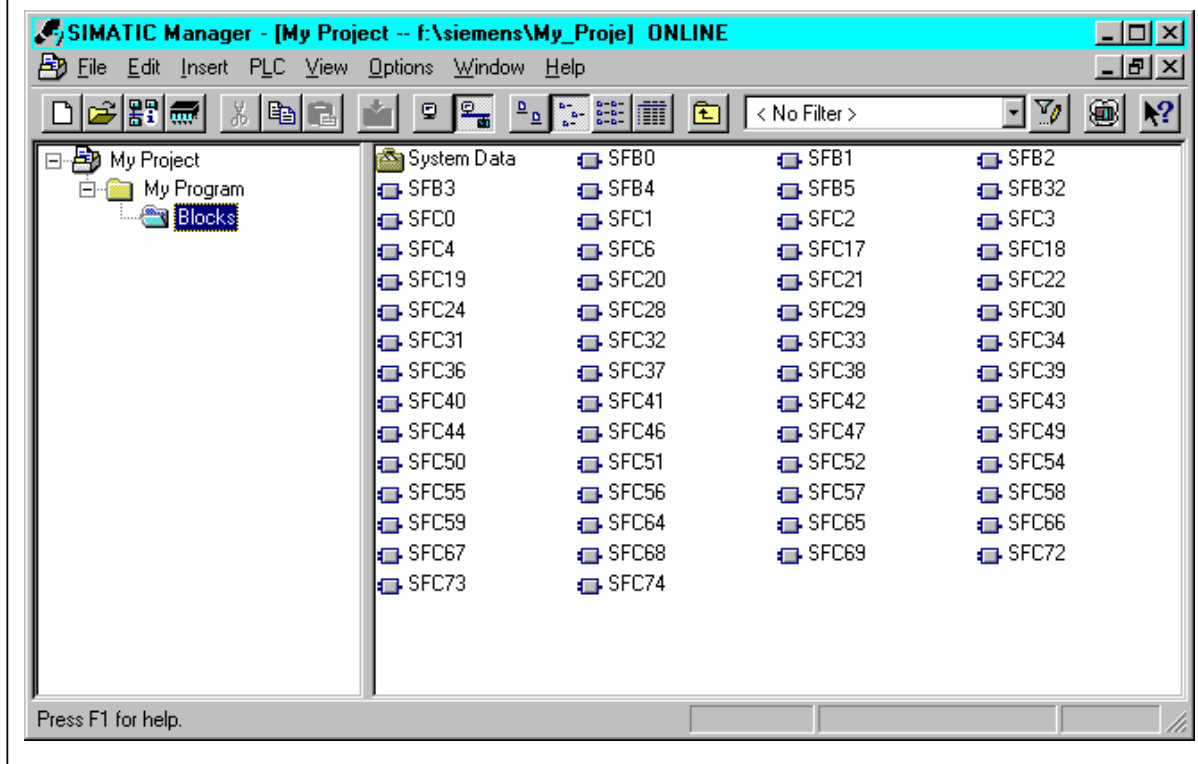 SIMATIC Manager - [My Project -- f:\siemens\My_Proje] ONLINE
File Edit Insert PLC View Options Window Help
< No Filter >
My Project
My Program
Blocks
System Data SFB0 SFB1 SFB2
SFB3 SFB4 SFB5 SFB32
SFC0 SFC1 SFC2 SFC3
SFC4 SFC6 SFC17 SFC18
SFC19 SFC20 SFC21 SFC22
SFC24 SFC28 SFC29 SFC30
SFC31 SFC32 SFC33 SFC34
SFC36 SFC37 SFC38 SFC39
SFC40 SFC41 SFC42 SFC43
SFC44 SFC46 SFC47 SFC49
SFC50 SFC51 SFC52 SFC54
SFC55 SFC56 SFC57 SFC58
SFC59 SFC64 SFC65 SFC66
SFC67 SFC68 SFC69 SFC72
SFC73 SFC74
Press F1 for help.